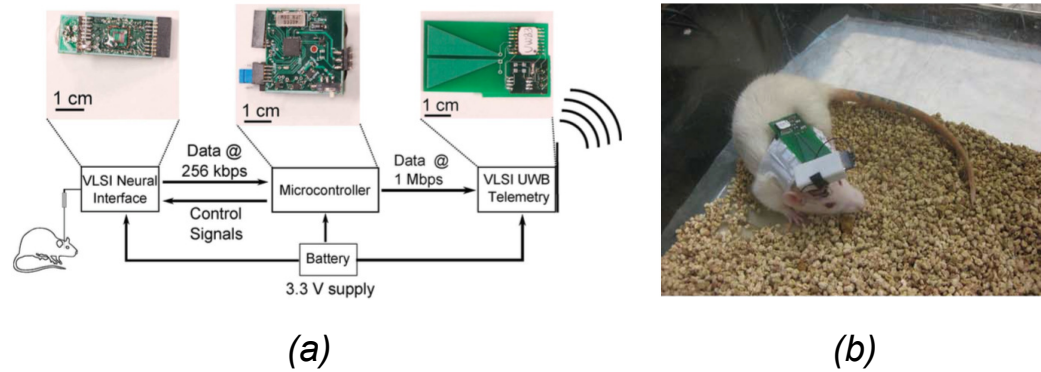 1 cm
1 cm
1 cm
VLSI Neural
Interface
Data @
256 kbps
Control
Signals
Microcontroller
Data @
1 Mbps
VLSI UWB
Telemetry
Battery
3.3 V supply
(a)
(b)